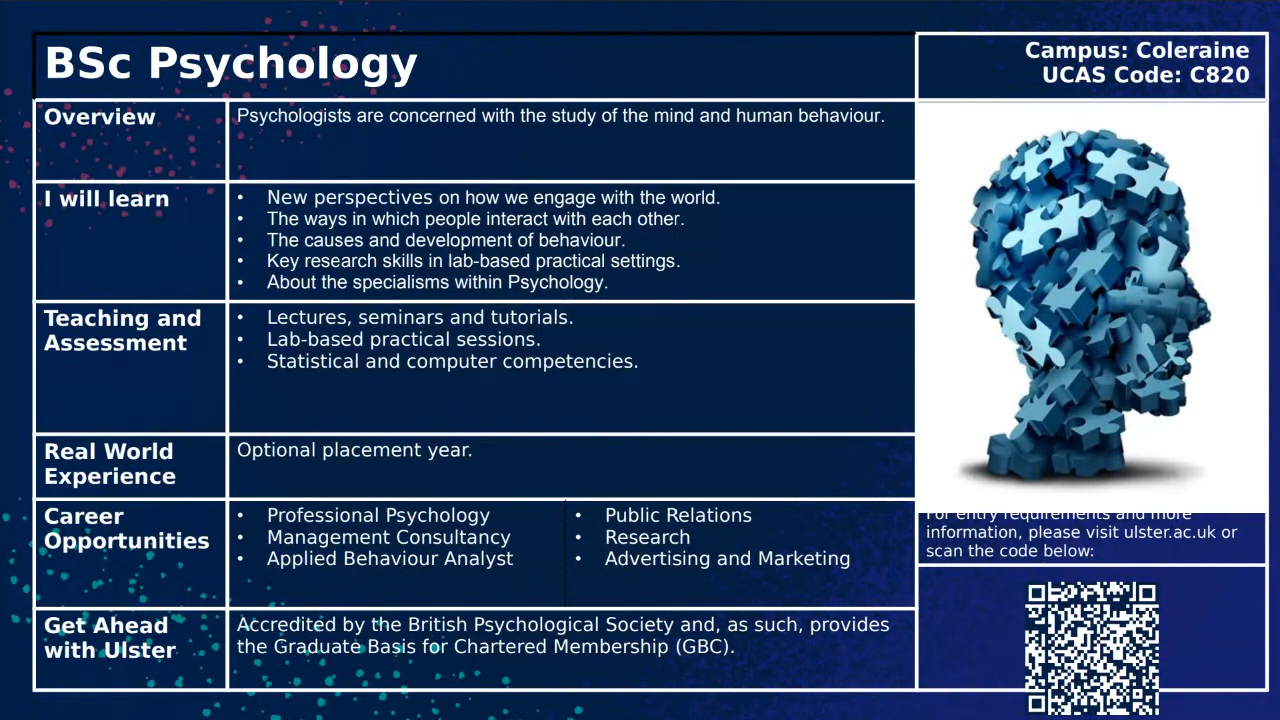 BSc Psychology
Campus: Coleraine
UCAS Code: C820
Overview
Psychologists are concerned with the study of the mind and human behaviour.
I will learn
• New perspectives on how we engage with the world.
• The ways in which people interact with each other.
• The causes and development of behaviour.
• Key research skills in lab-based practical settings.
• About the specialisms within Psychology.
Teaching and
Assessment
• Lectures, seminars and tutorials.
• Lab-based practical sessions.
• Statistical and computer competencies.
Real World
Experience
Optional placement year.
Career
Opportunities
• Professional Psychology
• Management Consultancy
• Applied Behaviour Analyst
• Public Relations
• Research
• Advertising and Marketing
Get Ahead
with Ulster
Accredited by the British Psychological Society and, as such, provides
the Graduate Basis for Chartered Membership (GBC).
For entry requirements and more
information, please visit ulster.ac.uk or
scan the code below: